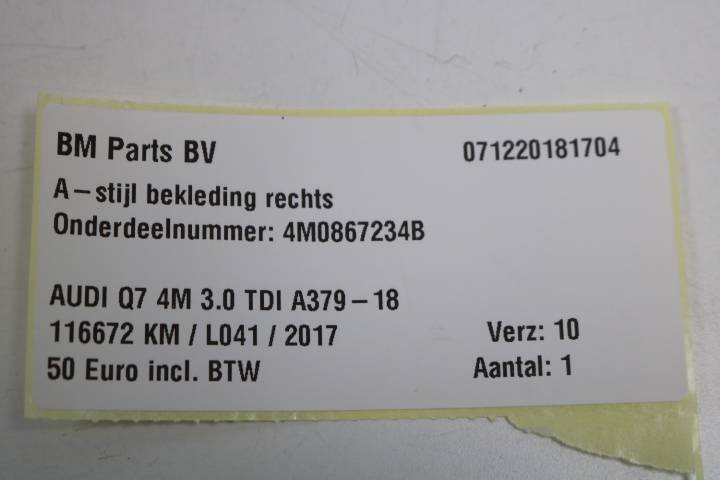 BM Parts BV 071220181704
A-stijl bekleding rechts
Onderdeelnummer: 4M0867234B
AUDI Q7 4M 3.0 TDI A379-18
116672 KM / L041 / 2017 Verz: 10
50 Euro incl. BTW Aantal: 1